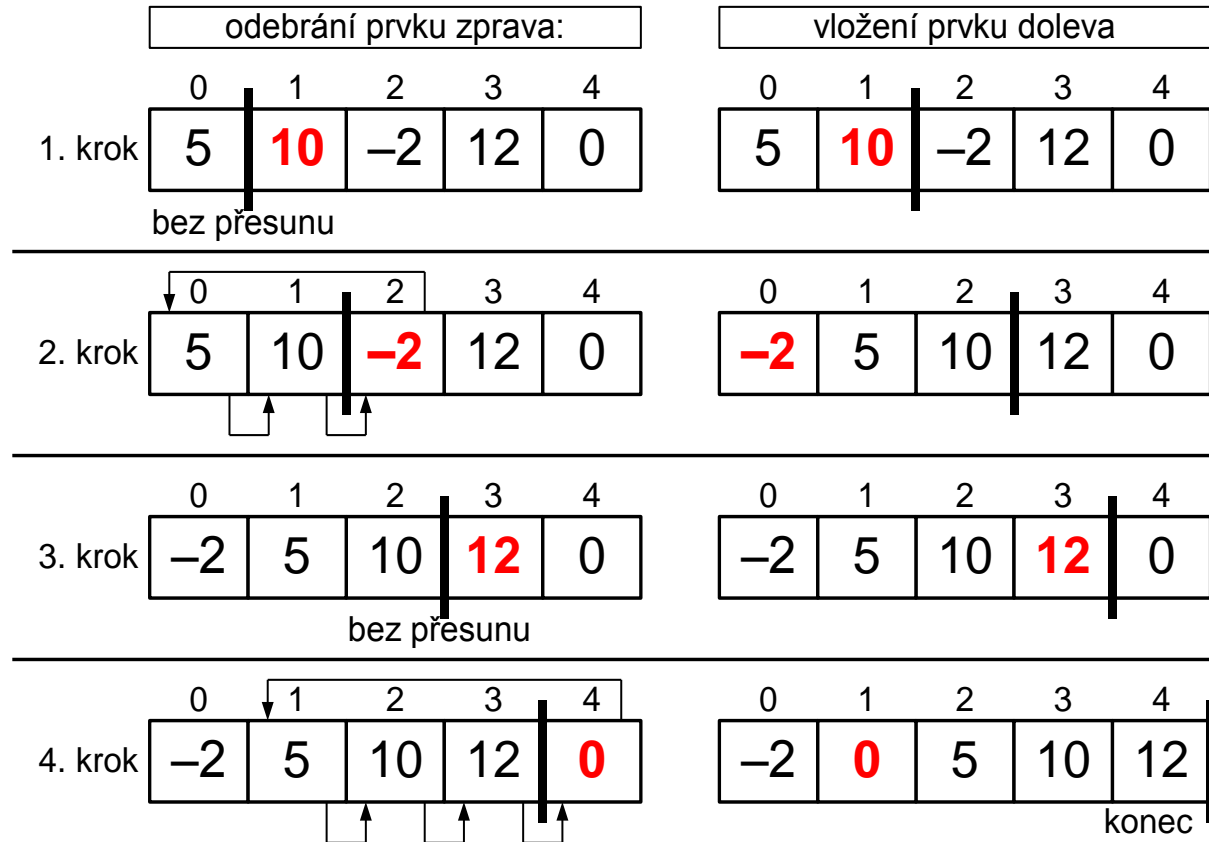 odebrání prvku zprava: vložení prvku doleva
0 1 2 3 4 0 1 2 3 4
1. krok 5 10 –2 12 0 5 10 –2 12 0
bez přesunu
0 1 2 3 4 0 1 2 3 4
2. krok 5 10 –2 12 0 –2 5 10 12 0
0 1 2 3 4 0 1 2 3 4
3. krok –2 5 10 12 0 –2 5 10 12 0
bez přesunu
0 1 2 3 4 0 1 2 3 4
4. krok –2 5 10 12 0 –2 0 5 10 12
konec